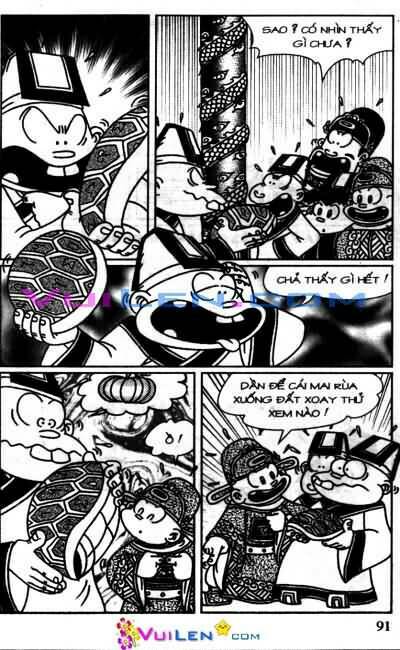 SAO? CÓ NHÌN THẤY
GÌ CHƯA?
CHẢ THẤY GÌ HẾT!
VUILEN.COM
DẦN ĐỂ CÁI MAI RÙA
XUỐNG ĐẤT XOAY THỬ
XEM NÀO!
91
VUILEN.COM